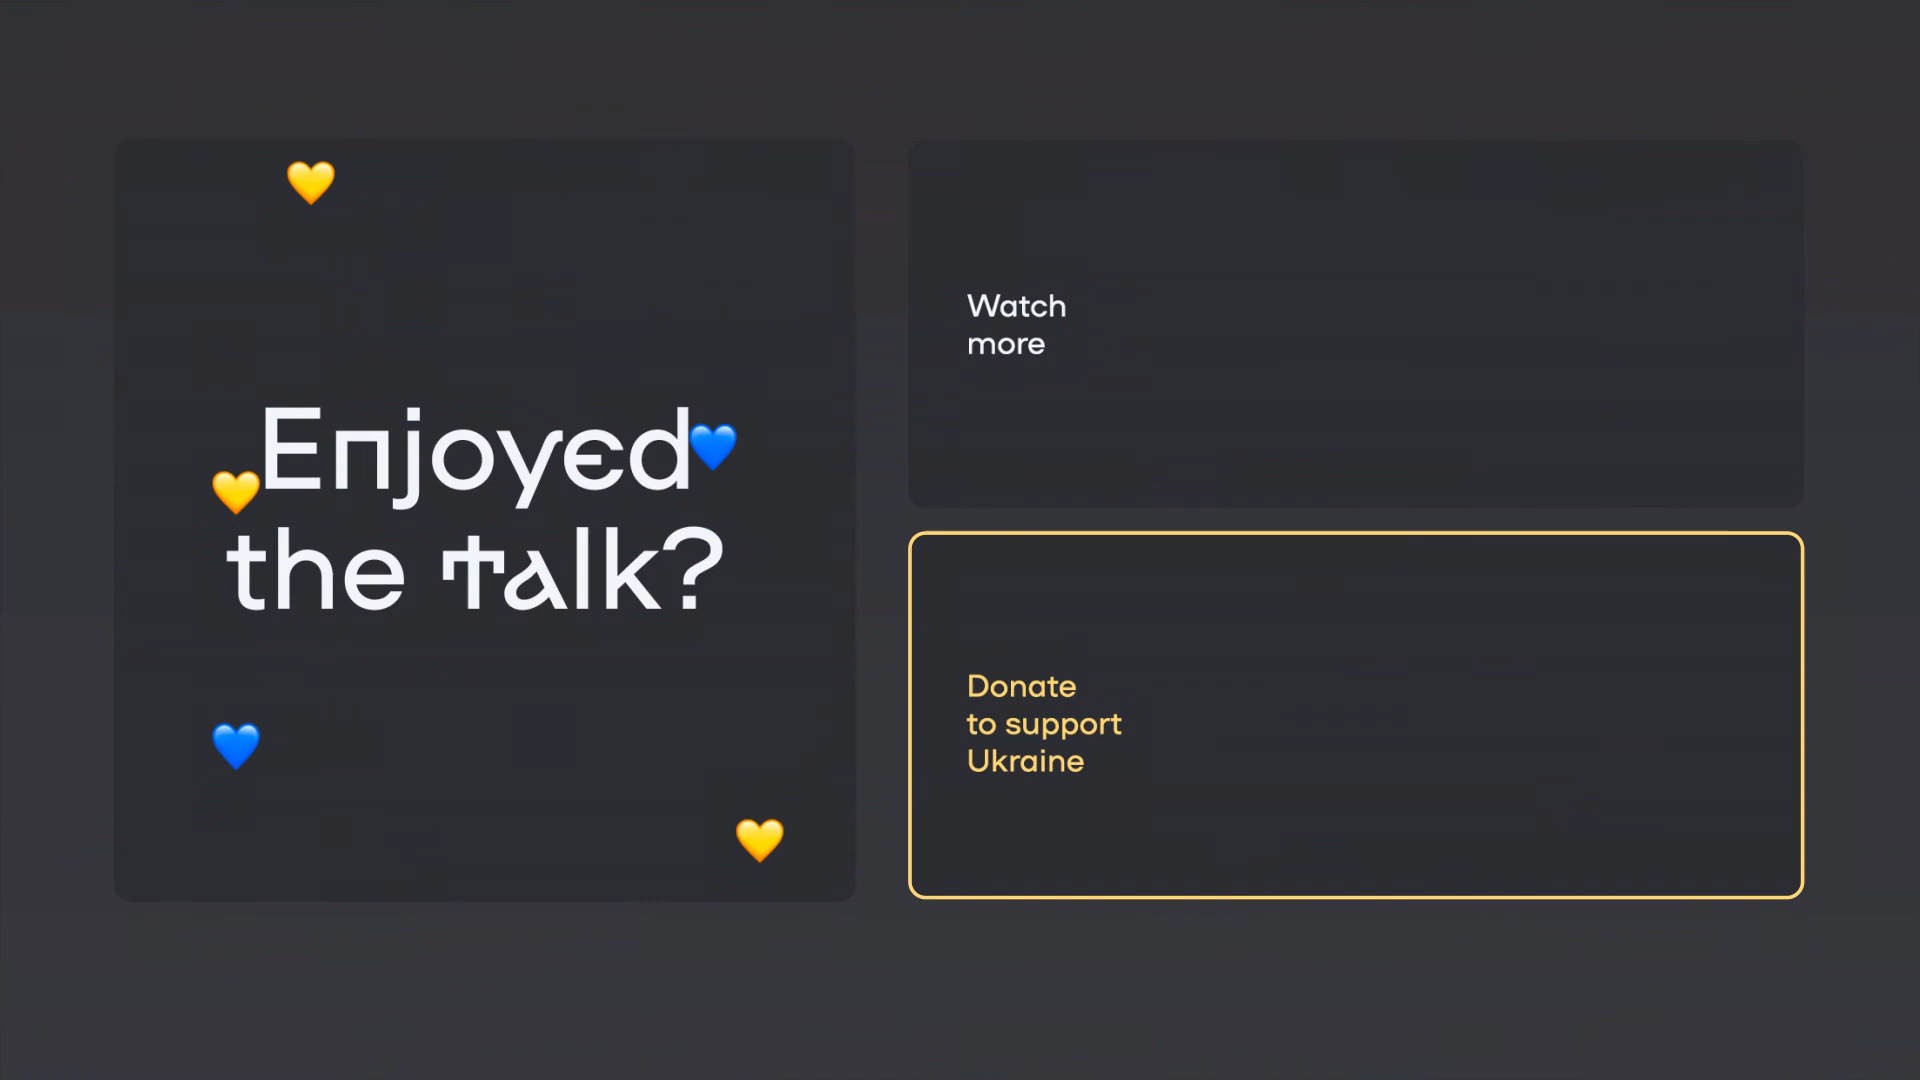 Enjoyed
the talk?
Watch
more
Donate
to support
Ukraine